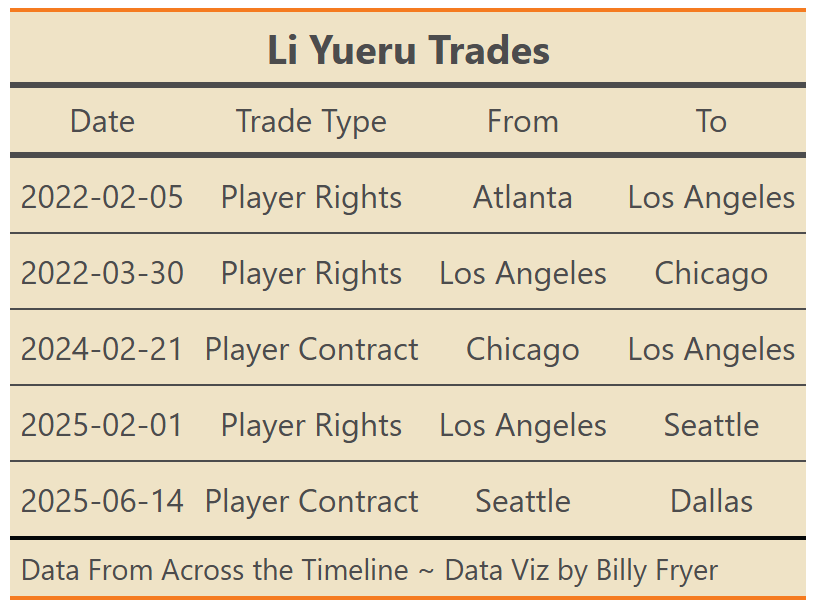 Li Yueru Trades
Date Trade Type From To
2022-02-05 Player Rights Atlanta Los Angeles
2022-03-30 Player Rights Los Angeles Chicago
2024-02-21 Player Contract Chicago Los Angeles
2025-02-01 Player Rights Los Angeles Seattle
2025-06-14 Player Contract Seattle Dallas
Data From Across the Timeline ~ Data Viz by Billy Fryer